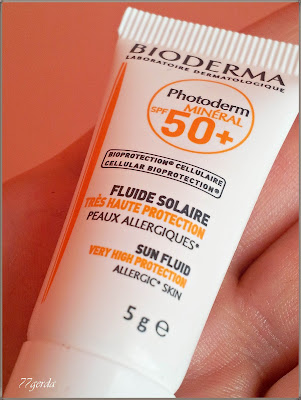 BIODERMA
LABORATOIRE DERMATOLOGIQUE
Photoderm
MINÉRAL
SPF 50+
BIOPROTECTION® CELLULAIRE
CELLULAR BIOPROTECTION®
FLUIDE SOLAIRE
TRÈS HAUTE PROTECTION
PEAUX ALLERGIQUES*
SUN FLUID
VERY HIGH PROTECTION
ALLERGIC* SKIN
5 g e
77gerda